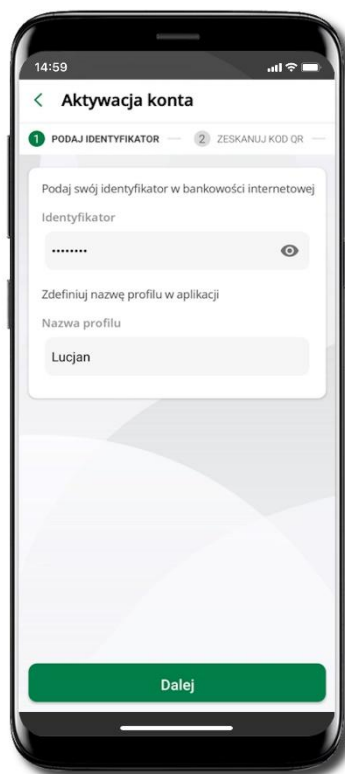 14:59
Aktywacja konta
1 PODAJ IDENTYFIKATOR 2 ZESKANUJ KOD QR
Podaj swój identyfikator w bankowości internetowej
Identyfikator
••••••••
Zdefiniuj nazwę profilu w aplikacji
Nazwa profilu
Lucjan
Dalej